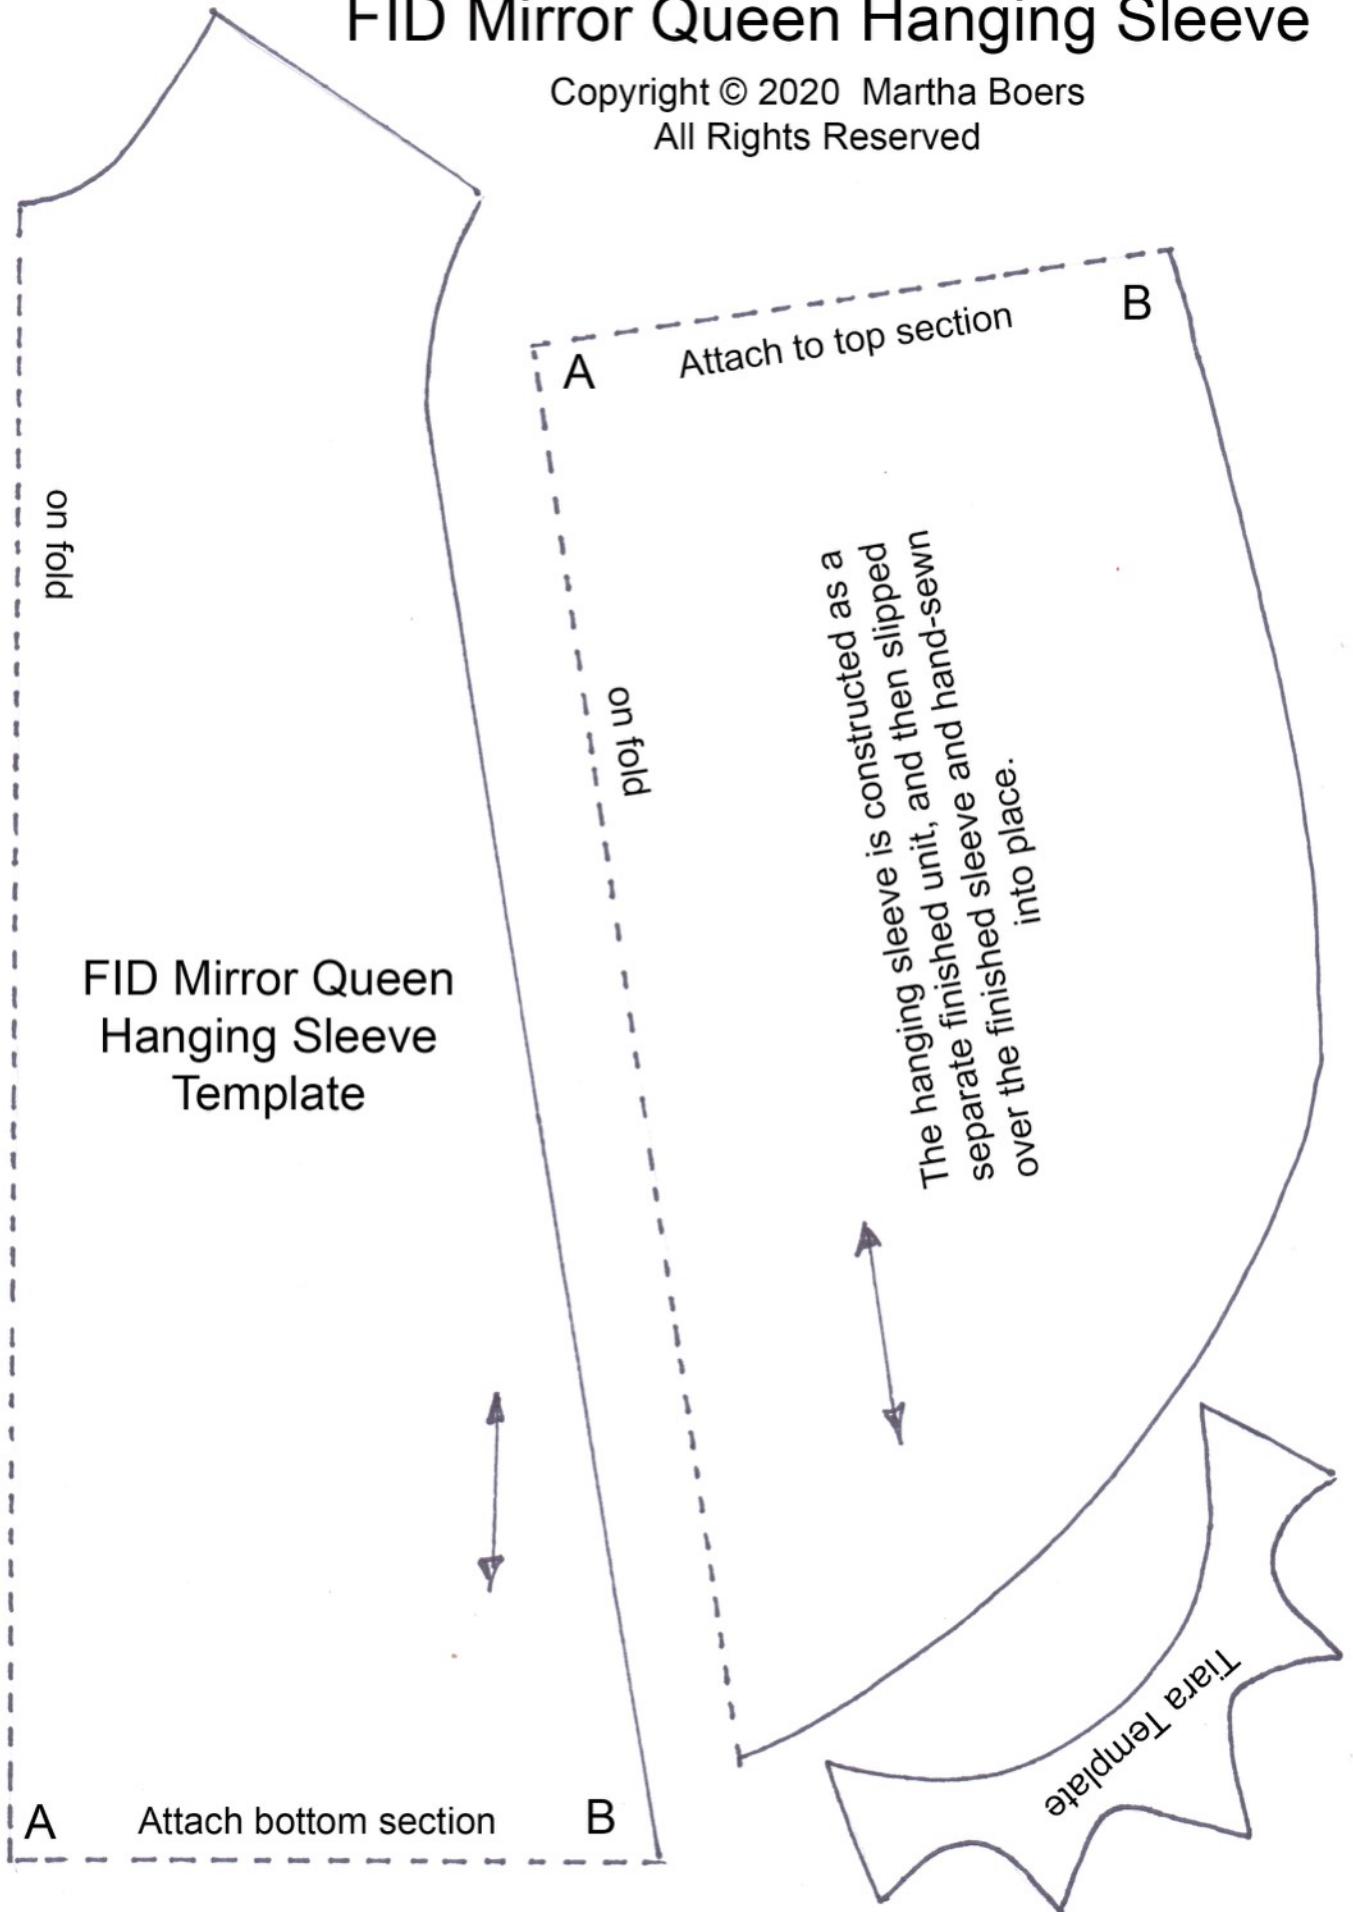 FID Mirror Queen Hanging Sleeve
Copyright © 2020 Martha Boers
All Rights Reserved
on fold
FID Mirror Queen
Hanging Sleeve
Template
A
Attach bottom section
B
A
Attach to top section
B
on fold
The hanging sleeve is constructed as a
separate finished unit, and then slipped
over the finished sleeve and hand-sewn
into place.
Tiara Template